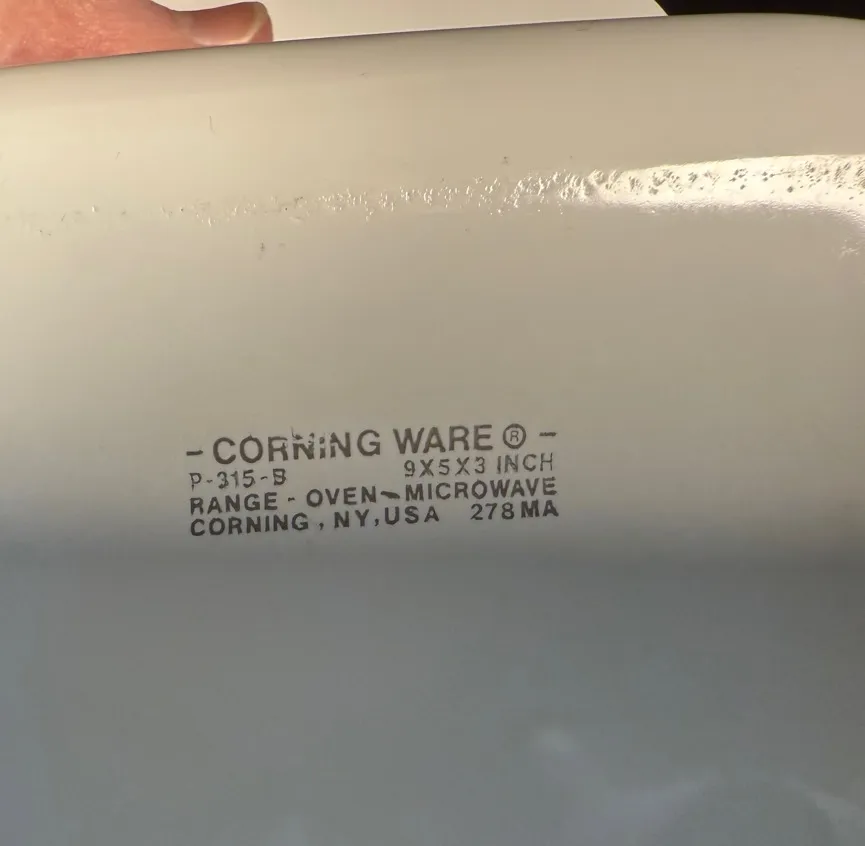 - CORNING WARE ® -
P-315-B 9X5X3 INCH
RANGE - OVEN - MICROWAVE
CORNING, NY, USA 278 MA